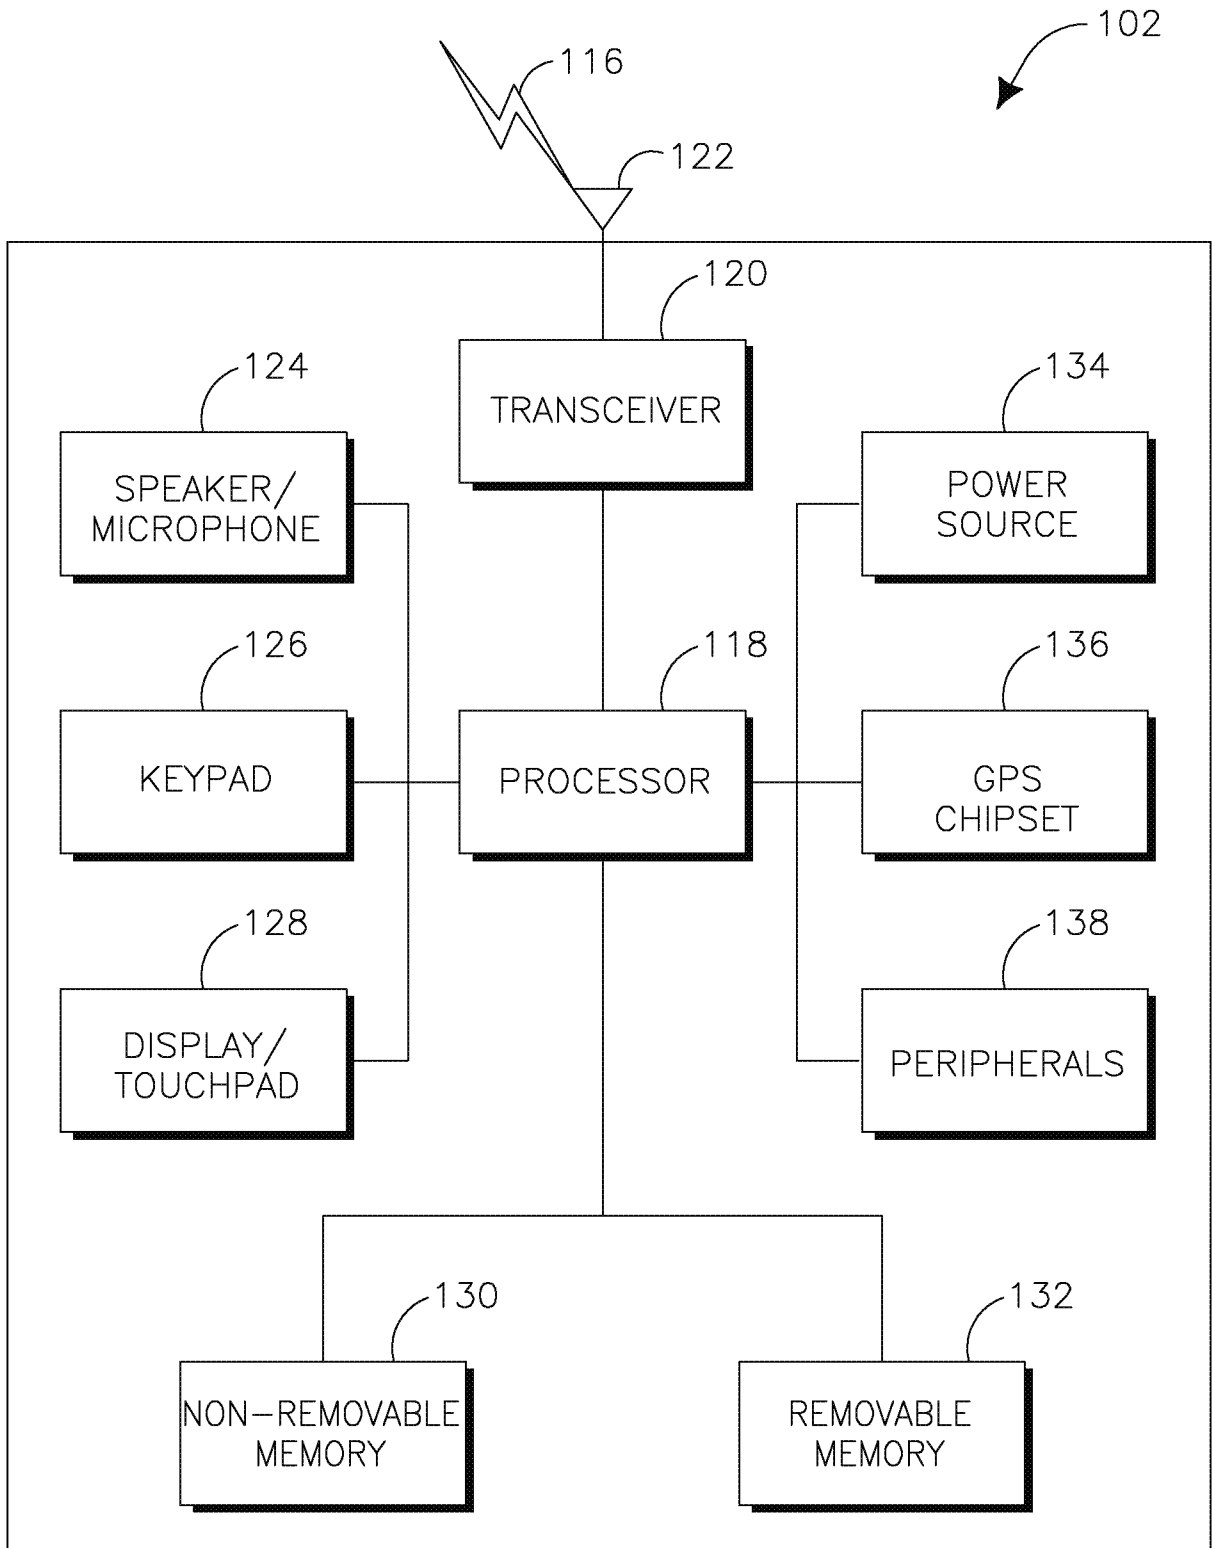 102
116
122
120
TRANSCEIVER
124
SPEAKER/
MICROPHONE
134
POWER
SOURCE
126
KEYPAD
118
PROCESSOR
136
GPS
CHIPSET
128
DISPLAY/
TOUCHPAD
138
PERIPHERALS
130
NON-REMOVABLE
MEMORY
132
REMOVABLE
MEMORY